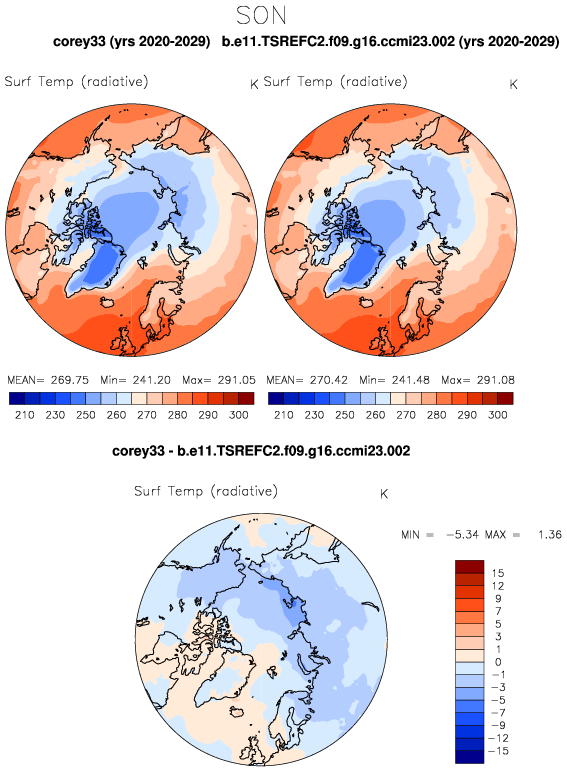 SON
corey33 (yrs 2020-2029) b.e11.TSREFC2.f09.g16.ccmi23.002 (yrs 2020-2029)
Surf Temp (radiative) K Surf Temp (radiative) K
MEAN= 269.75 Min= 241.20 Max= 291.05 MEAN= 270.42 Min= 241.48 Max= 291.08
210 230 250 260 270 280 290 300 210 230 250 260 270 280 290 300
corey33 - b.e11.TSREFC2.f09.g16.ccmi23.002
Surf Temp (radiative) K
MIN = -5.34 MAX = 1.36
15
12
9
7
5
3
1
0
-1
-3
-5
-7
-9
-12
-15